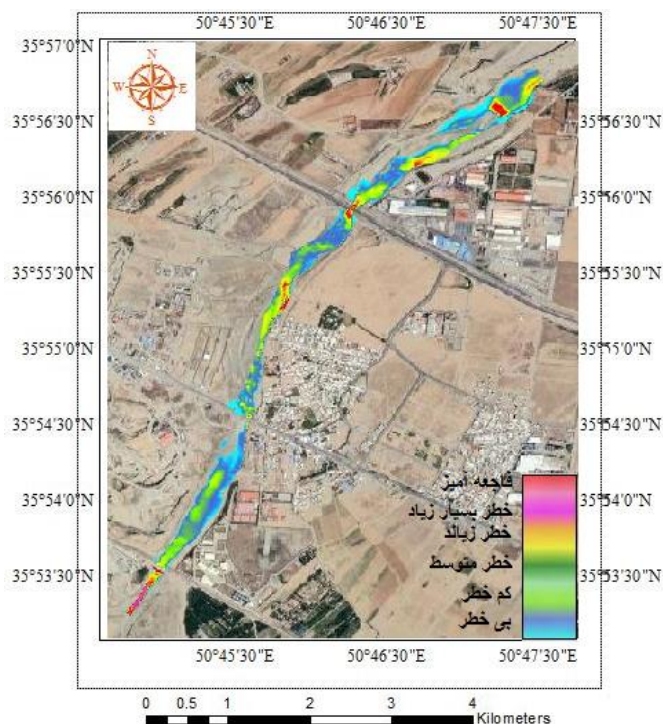 50°45'30"E 50°46'30"E 50°47'30"E
35°57'0"N
35°56'30"N 35°56'30"N
35°56'0"N 35°56'0"N
35°55'30"N 35°55'30"N
35°55'0"N 35°55'0"N
35°54'30"N 35°54'30"N
35°54'0"N 35°54'0"N
35°53'30"N 35°53'30"N
N
W E
S
فاجعه امیز
خطر بسیار زیاد
خطر زیاند
خطر متوسط
کم خطر
بی خطر
50°45'30"E 50°46'30"E 50°47'30"E
0 0.5 1 2 3 4
Kilometers